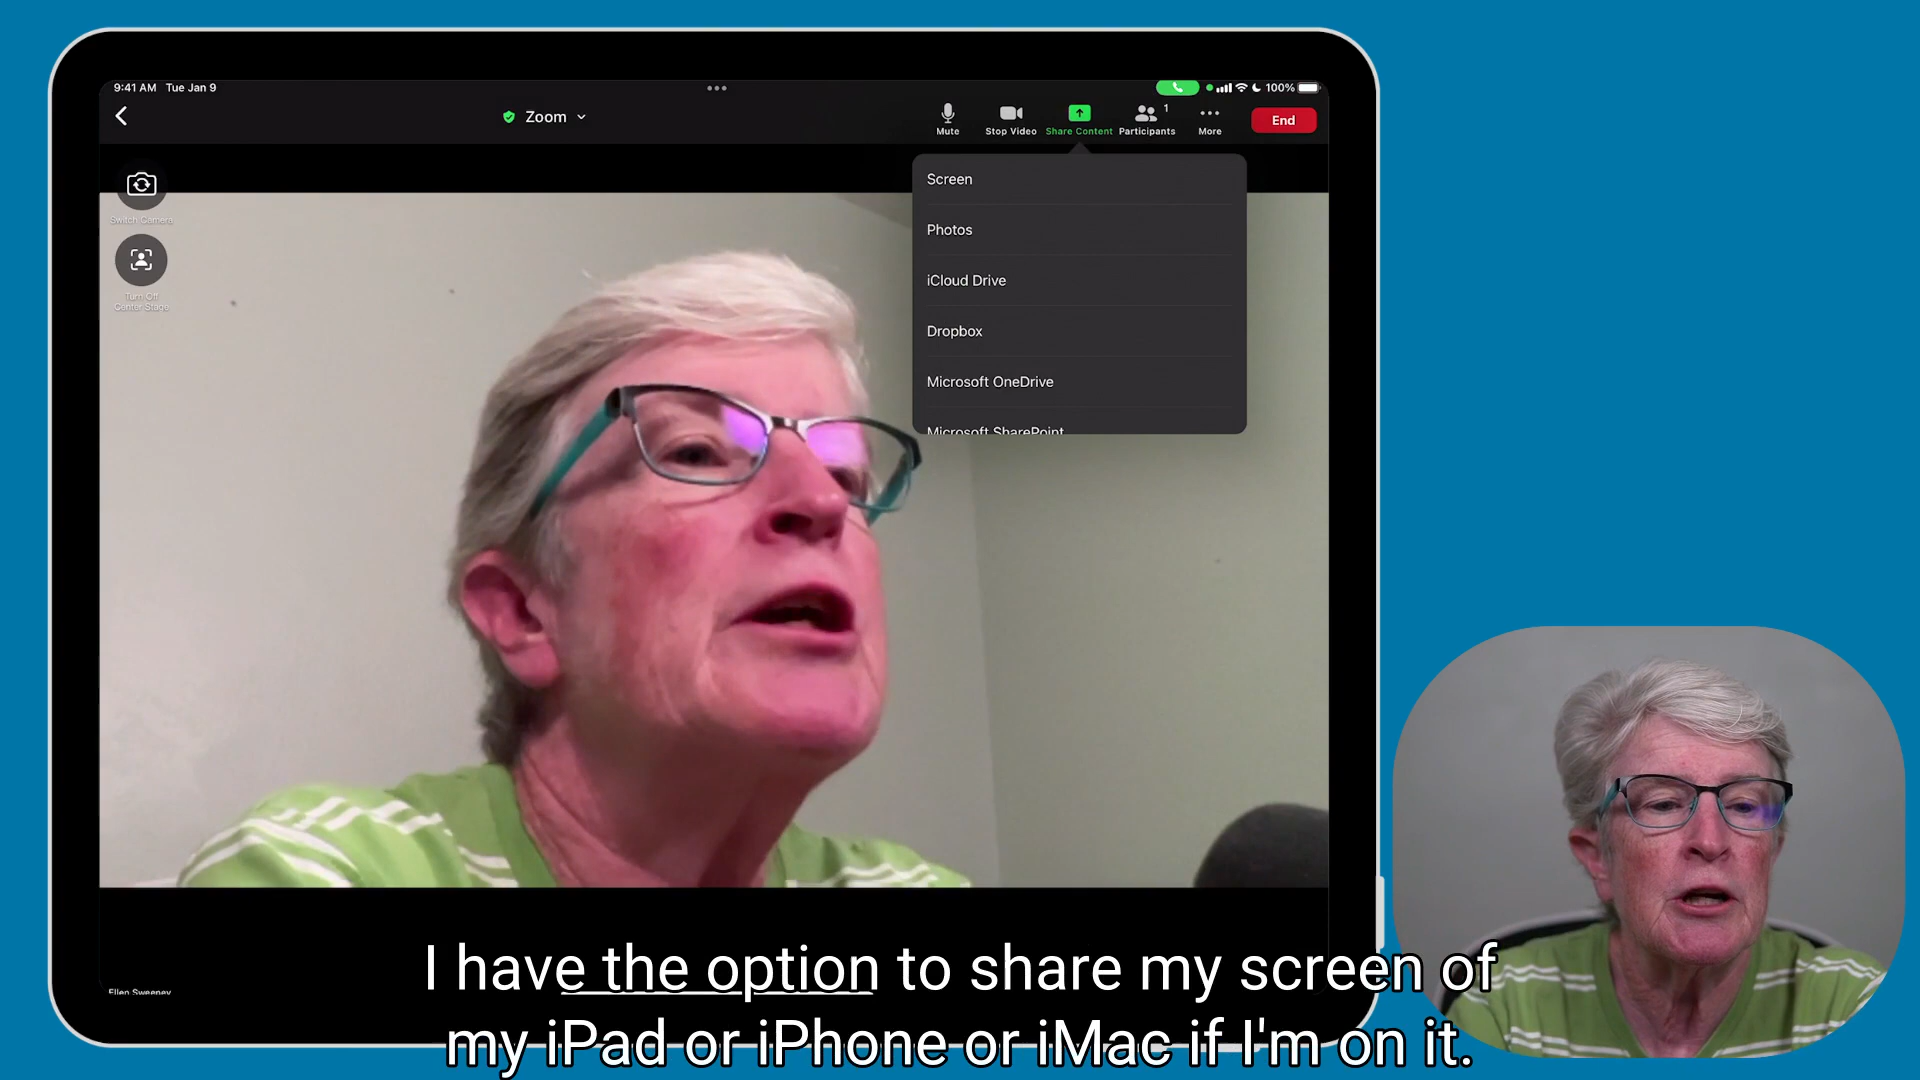 9:41 AM Tue Jan 9
100%
Zoom
Mute
Stop Video
Share Content
Participants
1
More
End
Switch Camera
Turn Off
Center Stage
Screen
Photos
iCloud Drive
Dropbox
Microsoft OneDrive
Microsoft SharePoint
Ellen Sweeney
I have the option to share my screen of
my iPad or iPhone or iMac if I'm on it.